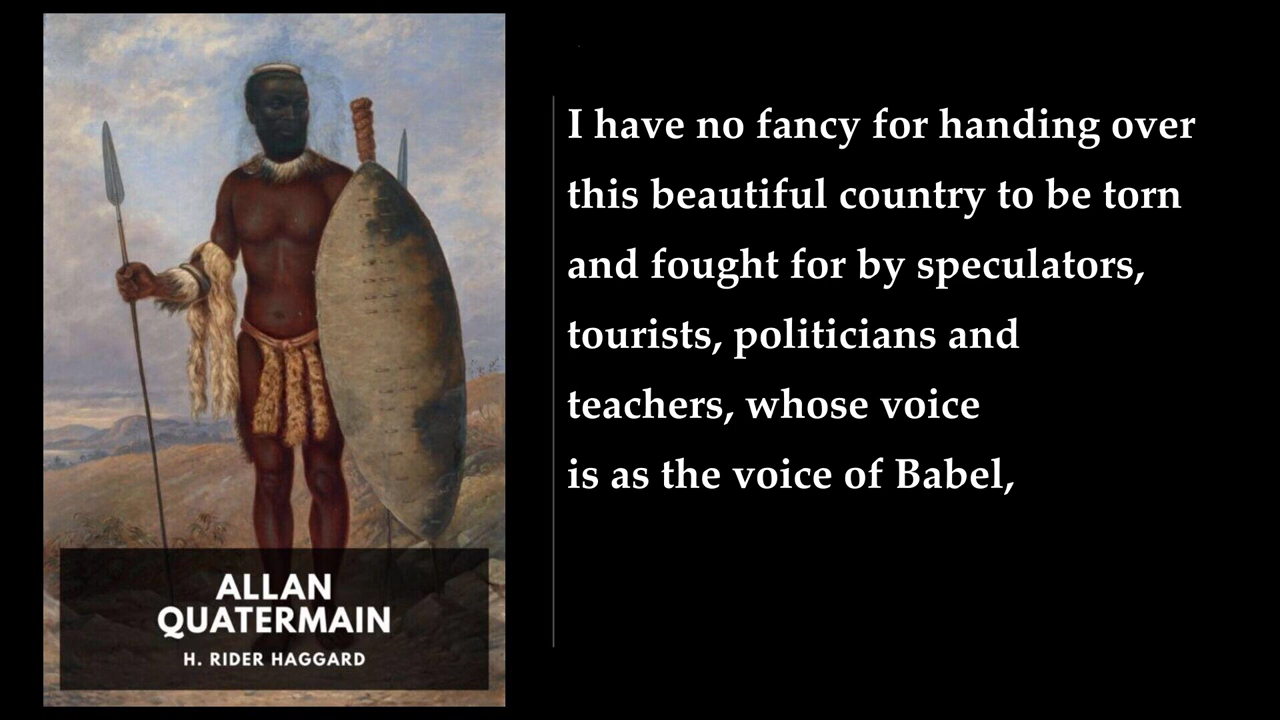 ALLAN
QUATERMAIN
H. RIDER HAGGARD
I have no fancy for handing over
this beautiful country to be torn
and fought for by speculators,
tourists, politicians and
teachers, whose voice
is as the voice of Babel,